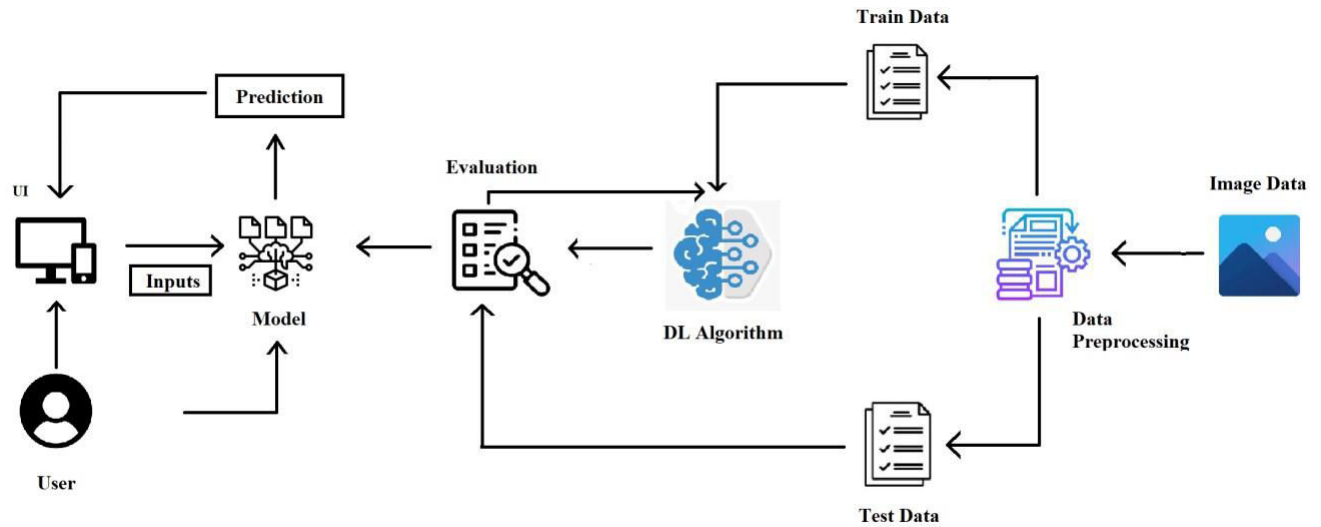 Train Data
Prediction
Evaluation
UI
Image Data
Inputs
Model
DL Algorithm
Data
Preprocessing
User
Test Data